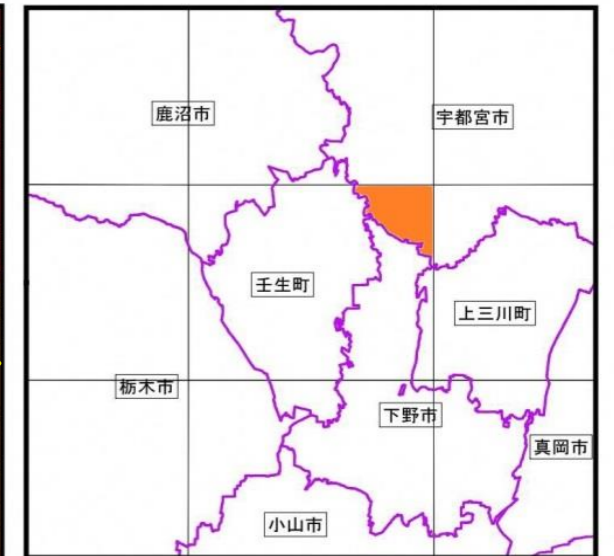 鹿沼市
宇都宮市
壬生町
上三川町
栃木市
下野市
真岡市
小山市